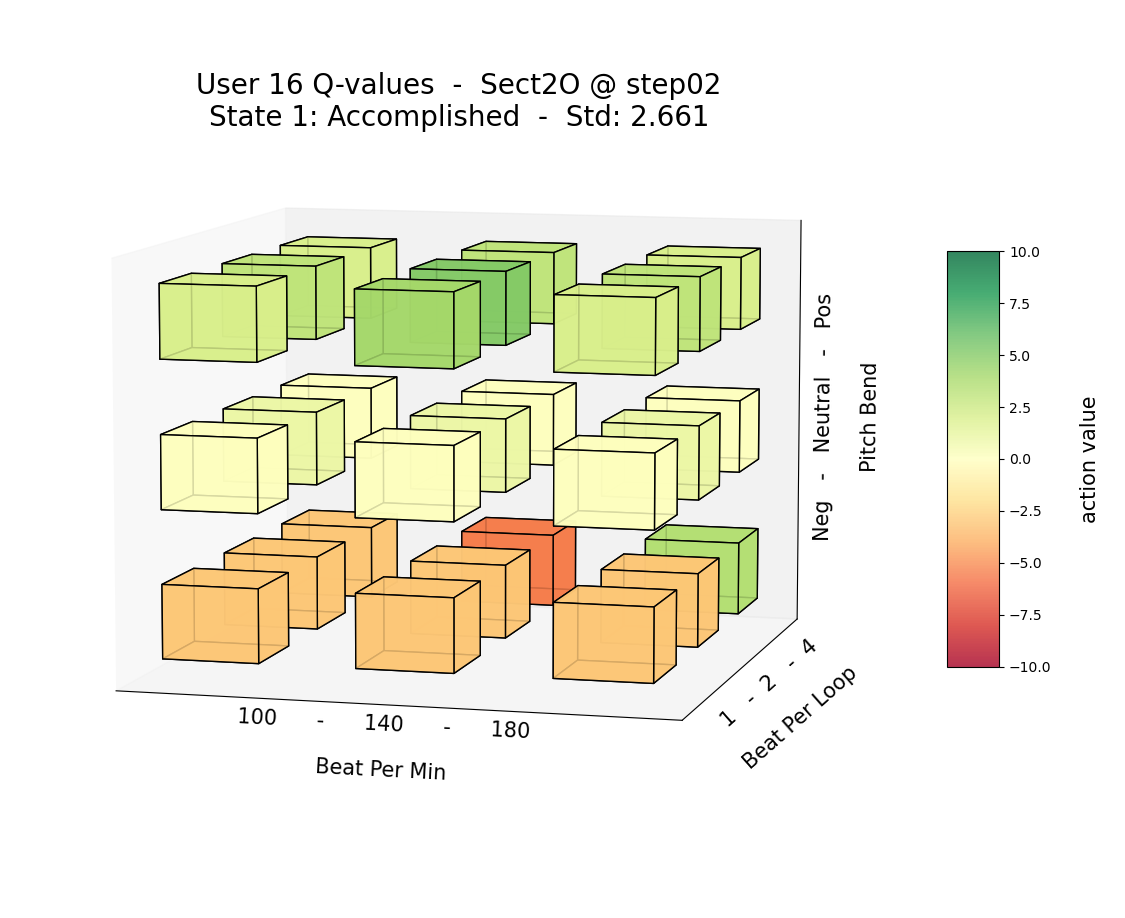 User 16 Q-values  -  Sect2O @ step02
State 1: Accomplished  -  Std: 2.661
Neg  -  Neutral  -  Pos
Pitch Bend
1  -  2  -  4
Beat Per Loop
100  -  140  -  180
Beat Per Min
10.0
7.5
5.0
2.5
0.0
−2.5
−5.0
−7.5
−10.0
action value